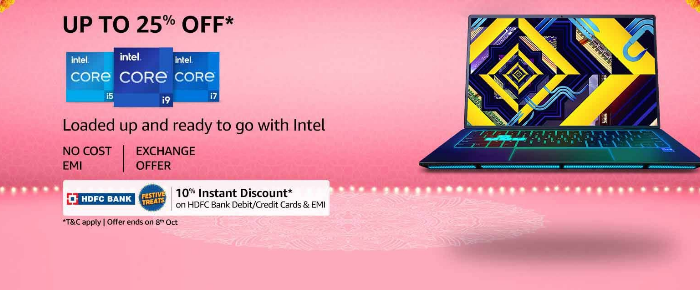 UP TO 25% OFF*
intel. intel. intel.
CORE CORE CORE
i5 i9 i7
Loaded up and ready to go with Intel
NO COST EXCHANGE
EMI OFFER
HDFC BANK FESTIVE TREATS 10% Instant Discount*
on HDFC Bank Debit/Credit Cards & EMI
*T&C apply | Offer ends on 8th Oct